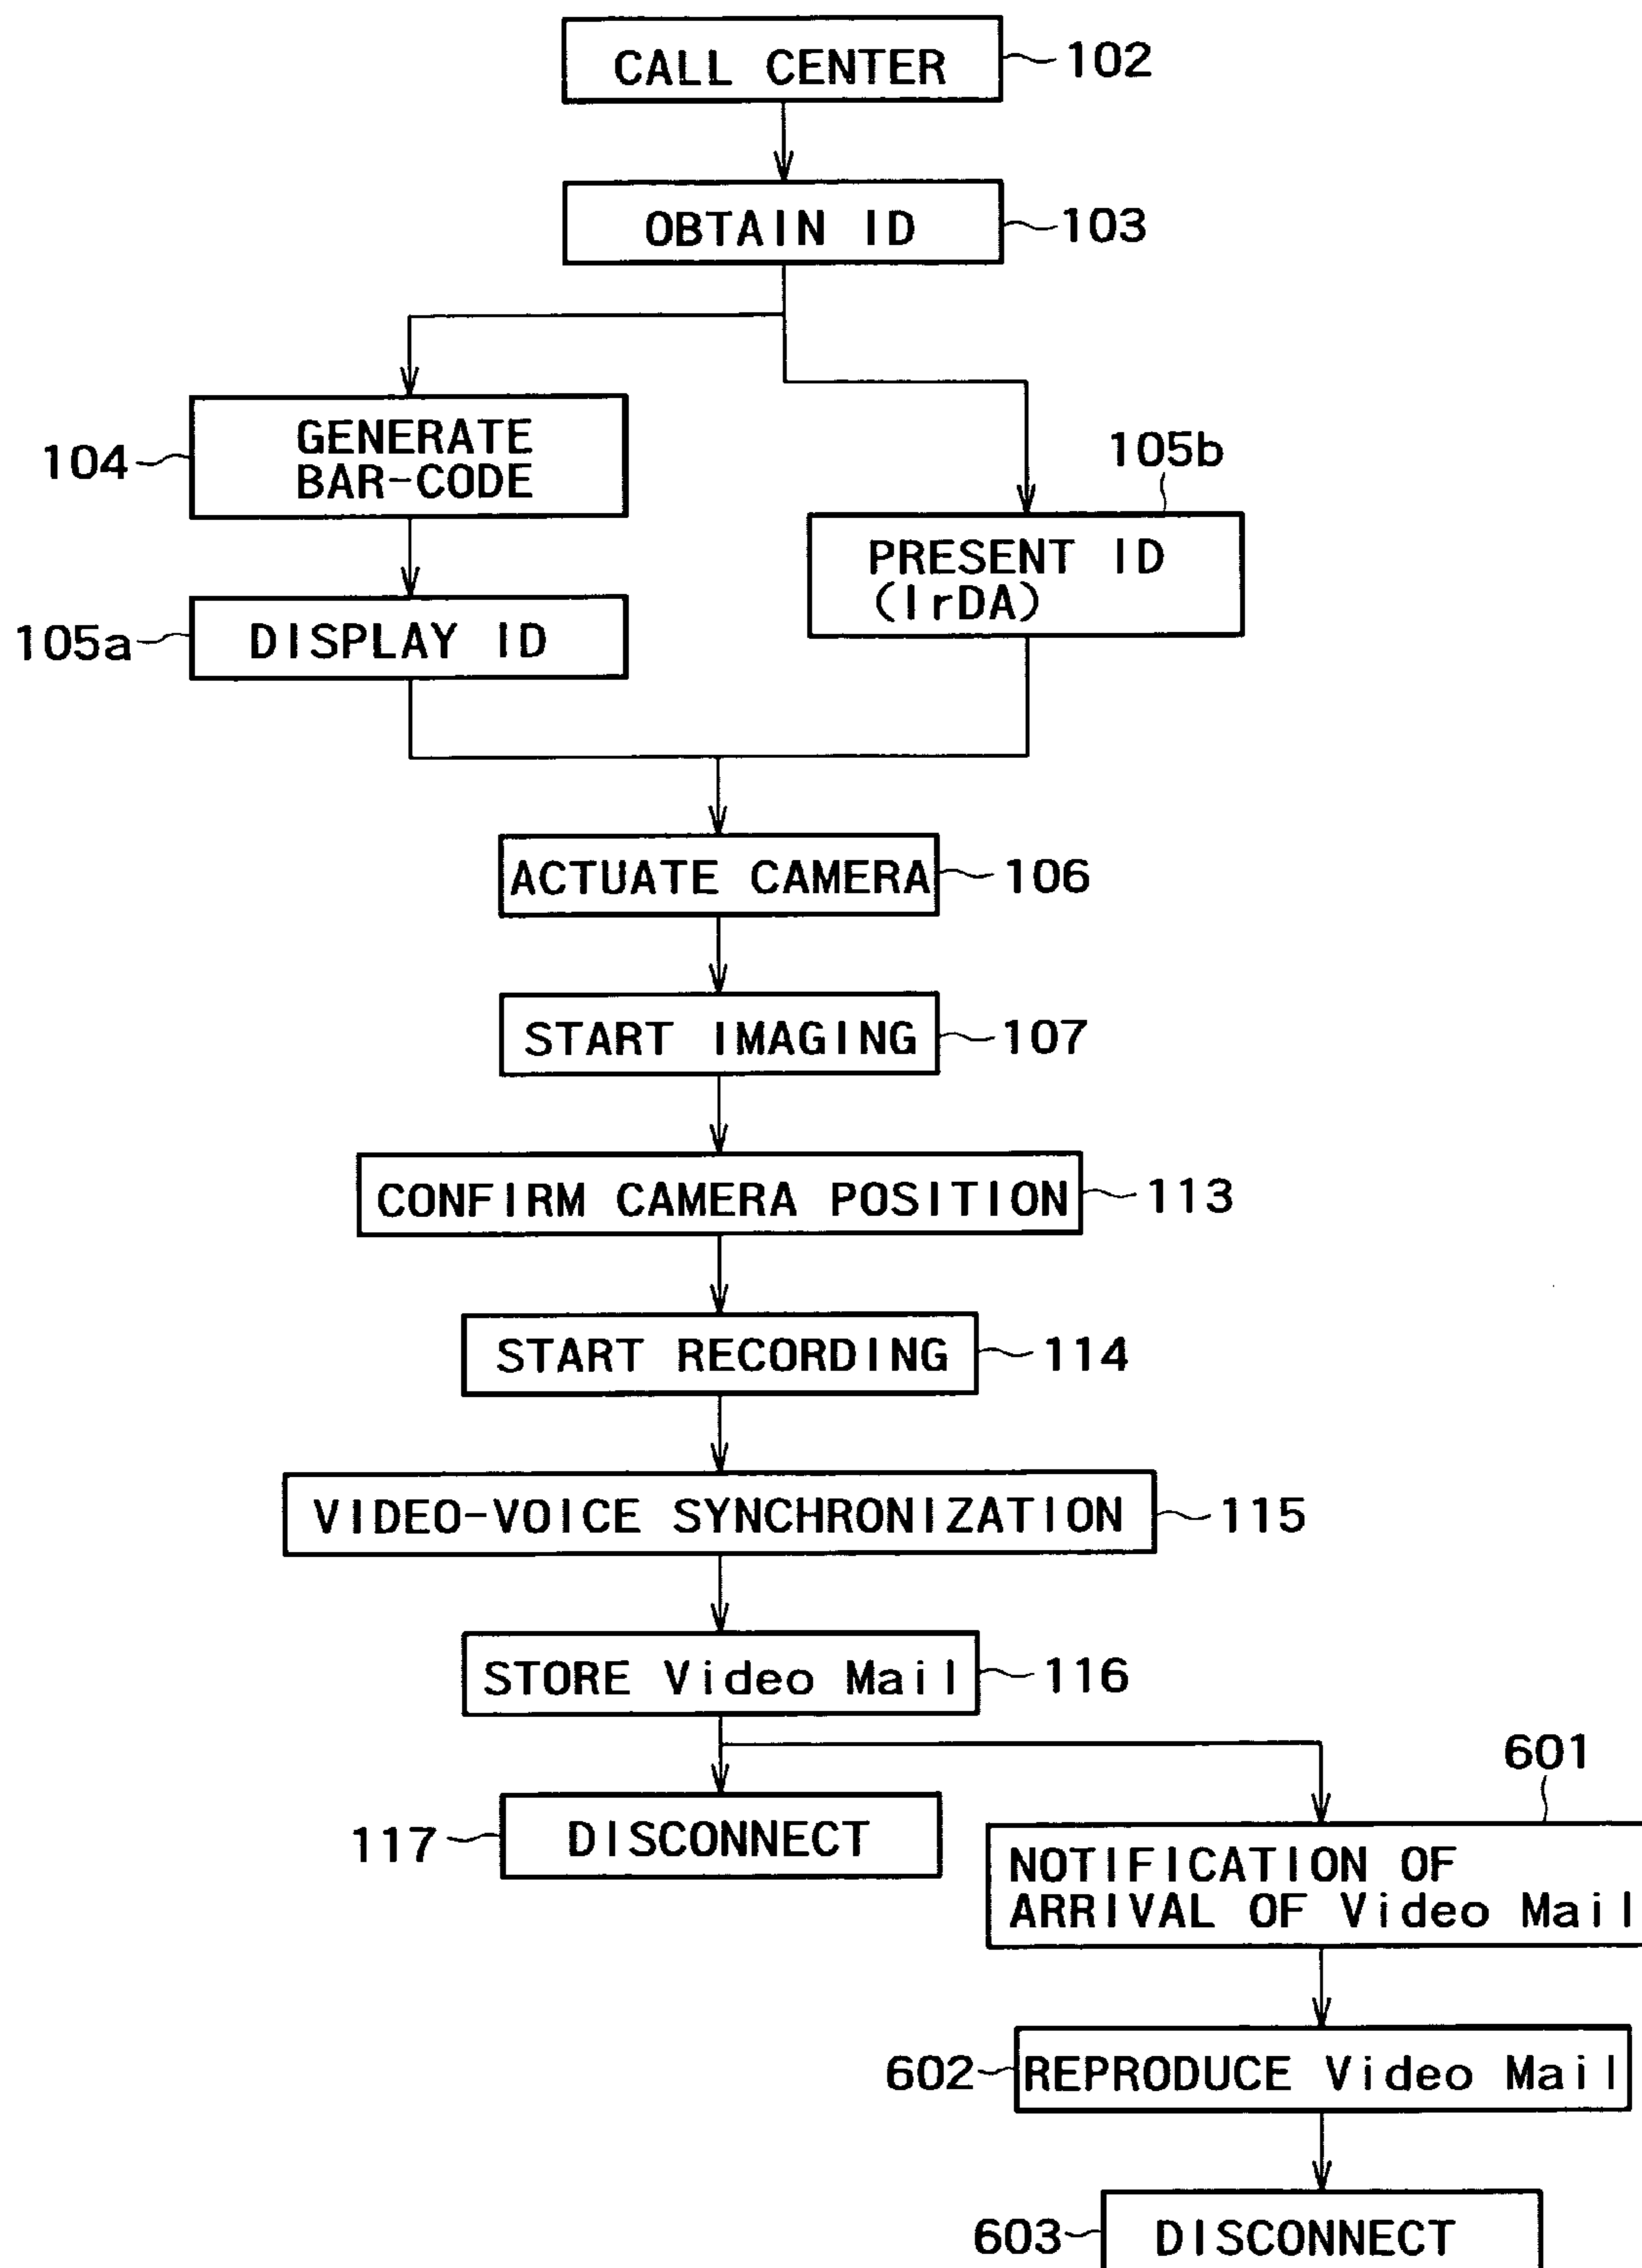 CALL CENTER 102
OBTAIN ID 103
104 GENERATE
BAR-CODE
105b
PRESENT ID
(IrDA)
105a DISPLAY ID
ACTUATE CAMERA 106
START IMAGING 107
CONFIRM CAMERA POSITION 113
START RECORDING 114
VIDEO-VOICE SYNCHRONIZATION 115
STORE Video Mail 116
117 DISCONNECT
601
NOTIFICATION OF
ARRIVAL OF Video Mail
602 REPRODUCE Video Mail
603 DISCONNECT